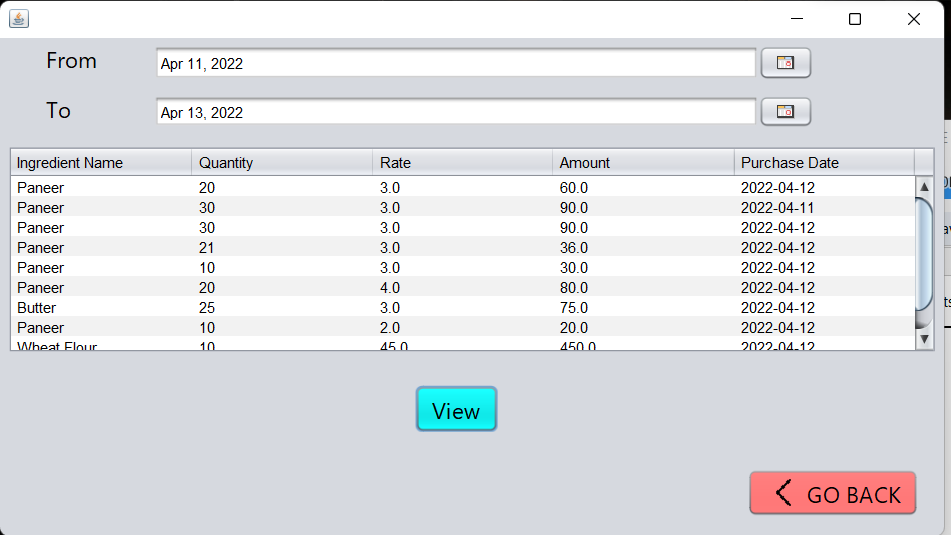 From
Apr 11, 2022
To
Apr 13, 2022
Ingredient Name Quantity Rate Amount Purchase Date
Paneer 20 3.0 60.0 2022-04-12
Paneer 30 3.0 90.0 2022-04-11
Paneer 30 3.0 90.0 2022-04-12
Paneer 21 3.0 36.0 2022-04-12
Paneer 10 3.0 30.0 2022-04-12
Paneer 20 4.0 80.0 2022-04-12
Butter 25 3.0 75.0 2022-04-12
Paneer 10 2.0 20.0 2022-04-12
Wheat Flour 10 45.0 450.0 2022-04-12
View
GO BACK